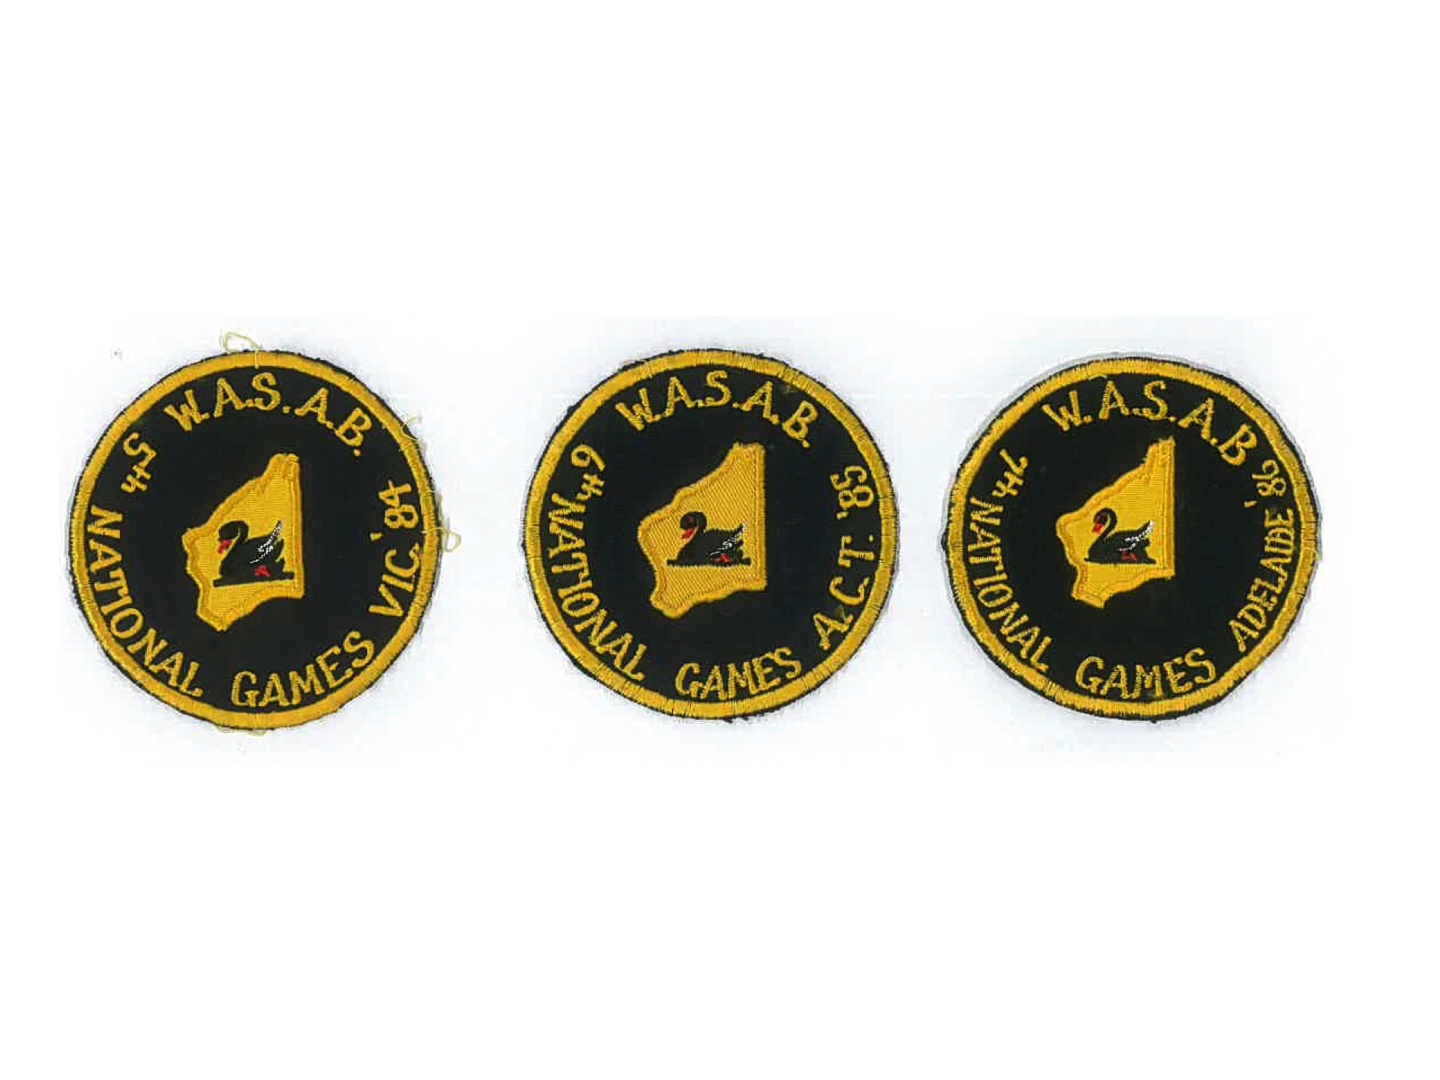 W.A.S.A.B.
5th NATIONAL GAMES VIC. '84
W.A.S.A.B.
6th NATIONAL GAMES A.C.T. '85
W.A.S.A.B
7th NATIONAL GAMES ADELAIDE '86